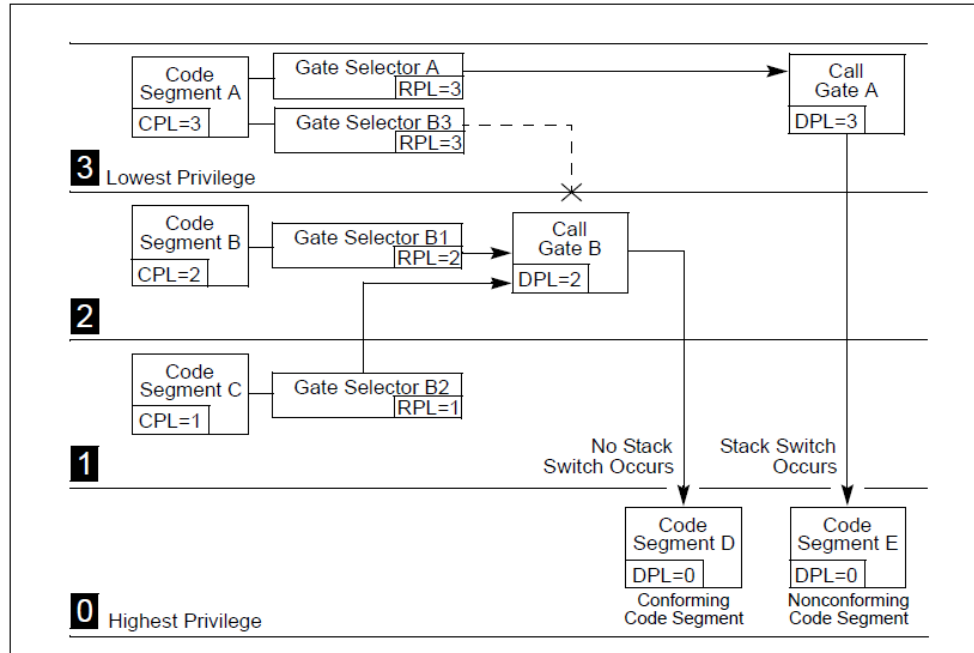 Code
Segment A
CPL=3
Gate Selector A
RPL=3
Gate Selector B3
RPL=3
Call
Gate A
DPL=3
3 Lowest Privilege
Code
Segment B
CPL=2
Gate Selector B1
RPL=2
Call
Gate B
DPL=2
2
Code
Segment C
CPL=1
Gate Selector B2
RPL=1
1
No Stack
Switch Occurs
Stack Switch
Occurs
Code
Segment D
DPL=0
Conforming
Code Segment
Code
Segment E
DPL=0
Nonconforming
Code Segment
0 Highest Privilege